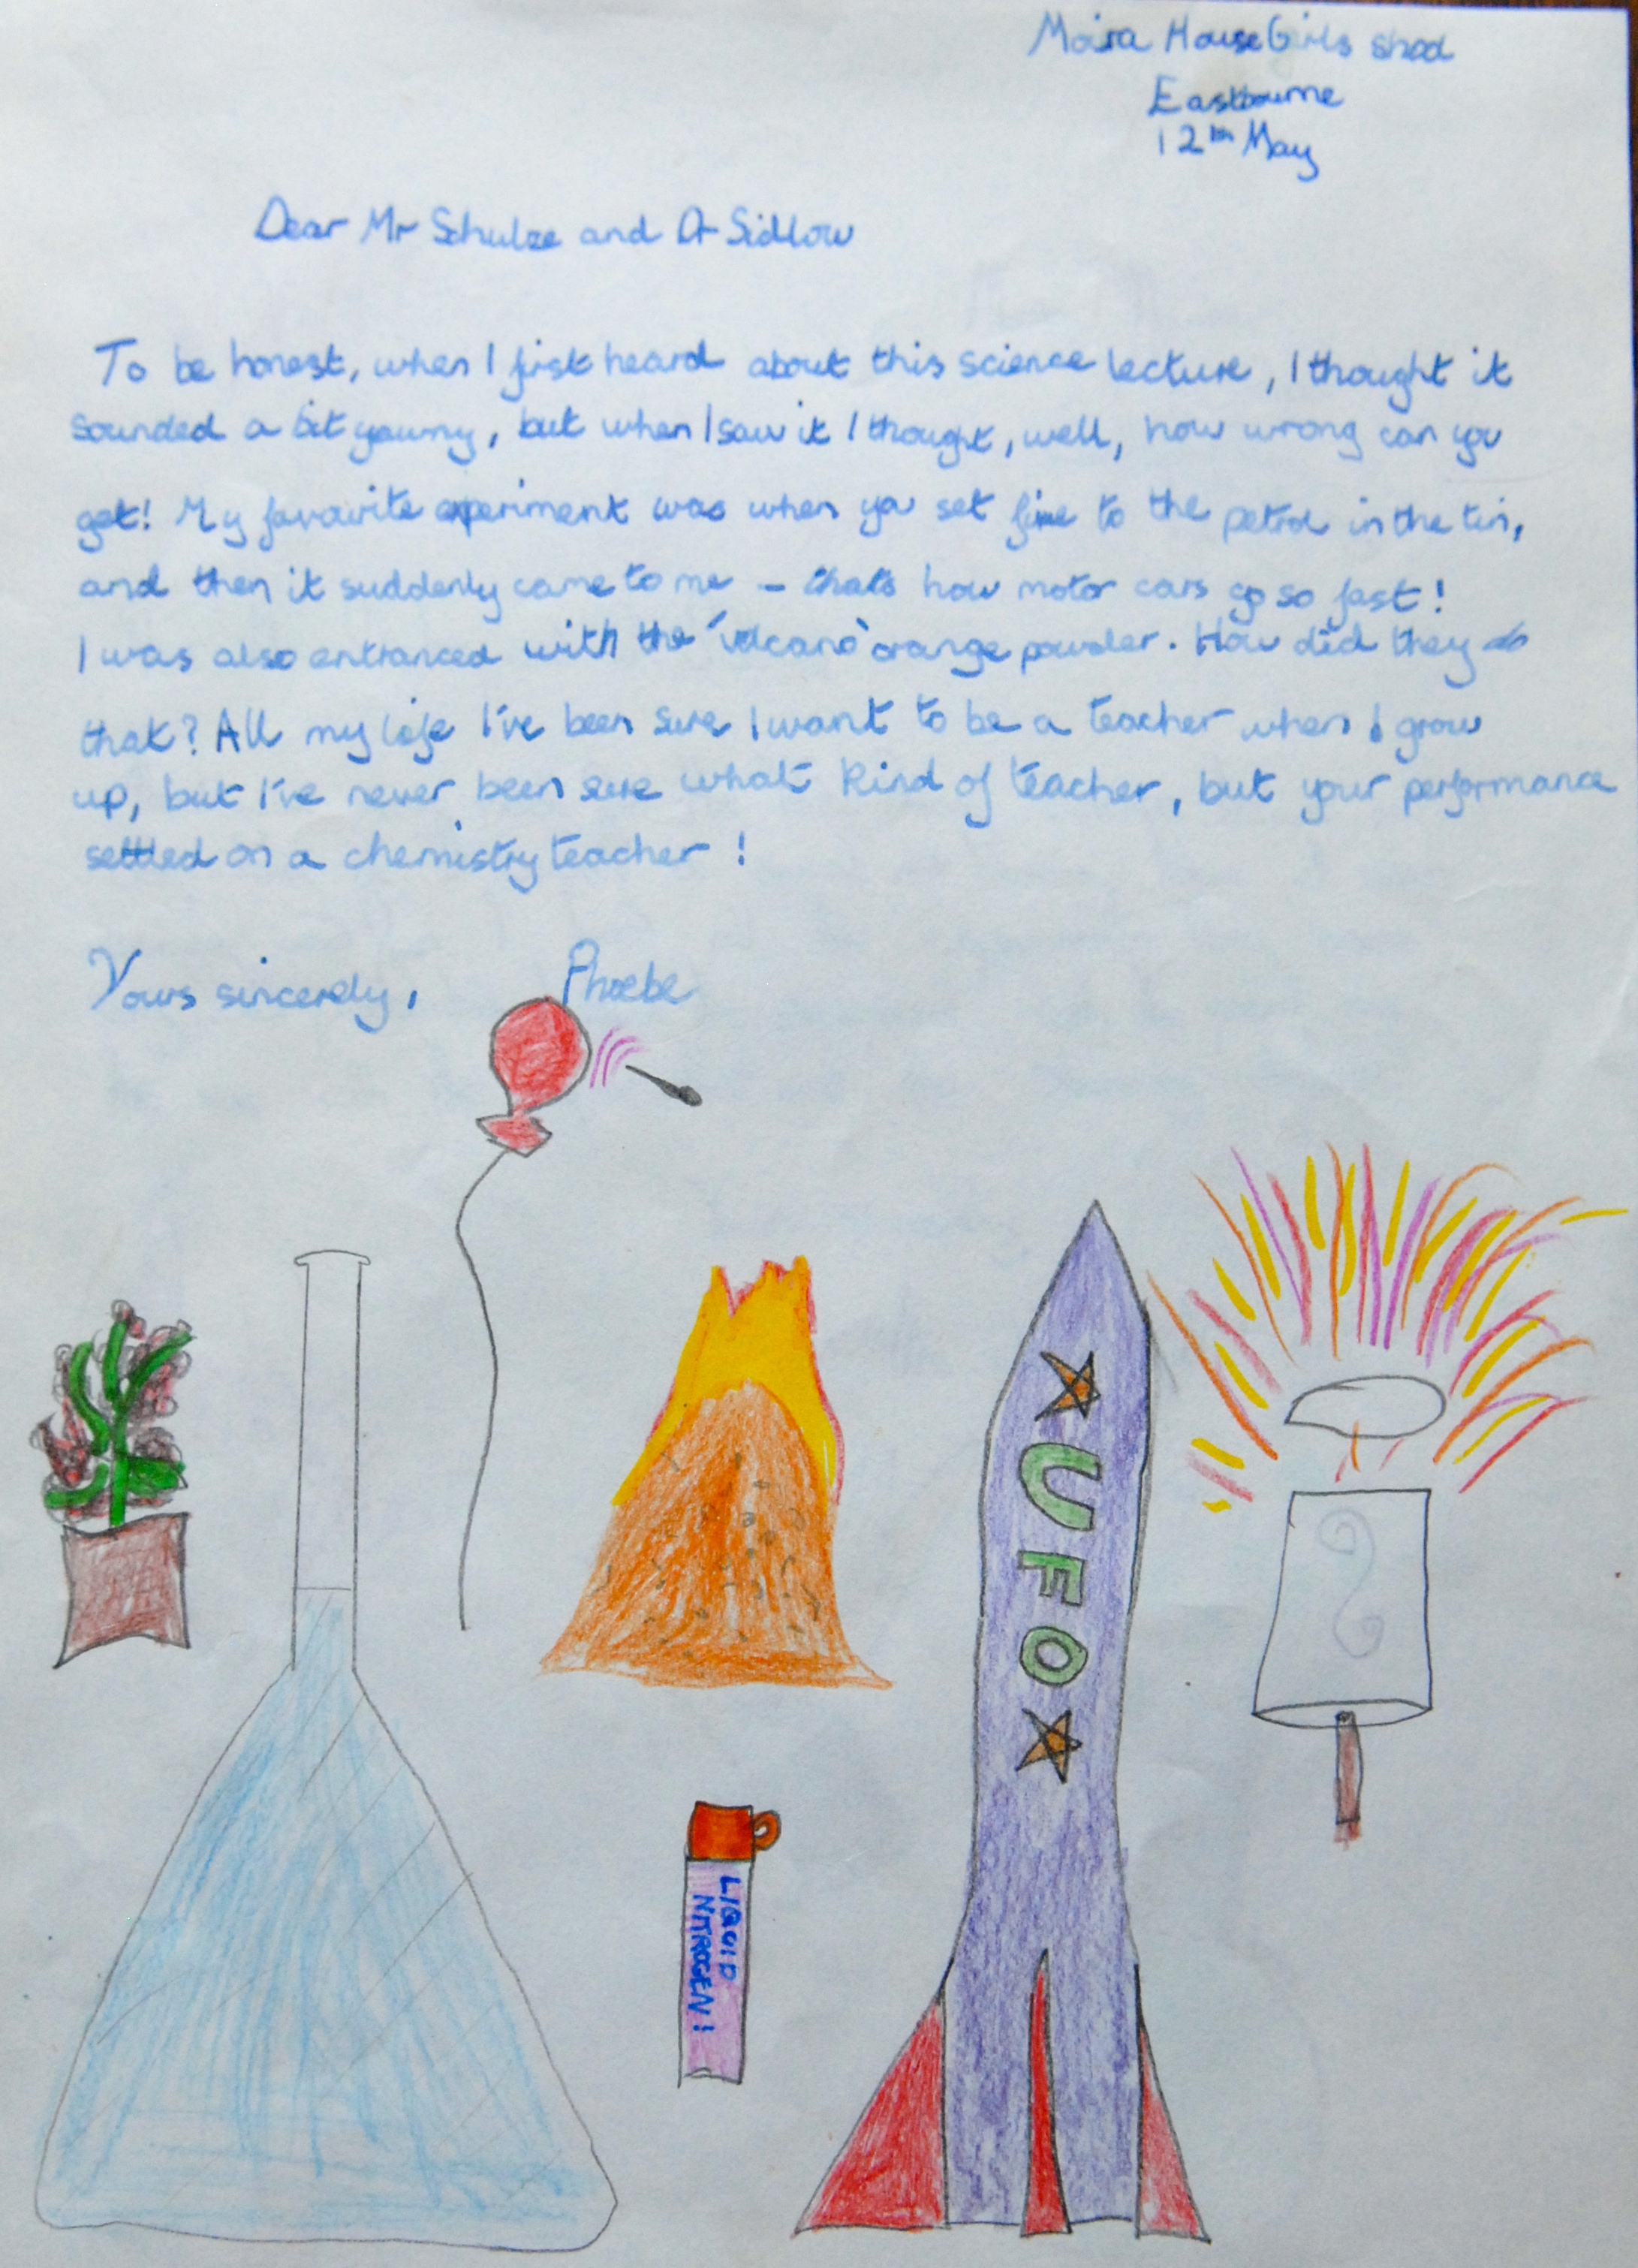 Moira House Girls shool
Eastbourne
12th May
Dear Mr Schulze and Dr Sidlow
To be honest, when I first heard about this science lecture, I thought it
sounded a bit yawny, but when I saw it I thought, well, how wrong can you
get! My favourite experiment was when you set fire to the petrol in the tin,
and then it suddenly came to me - thats how motor cars go so fast!
I was also entranced with the 'volcano' orange powder. How did they do
that? All my life I've been sure I want to be a teacher when I grow
up, but I've never been sure what kind of teacher, but your performance
settled on a chemistry teacher !
Yours sincerely, Phoebe
UFO
LIQUID
NITROGEN!